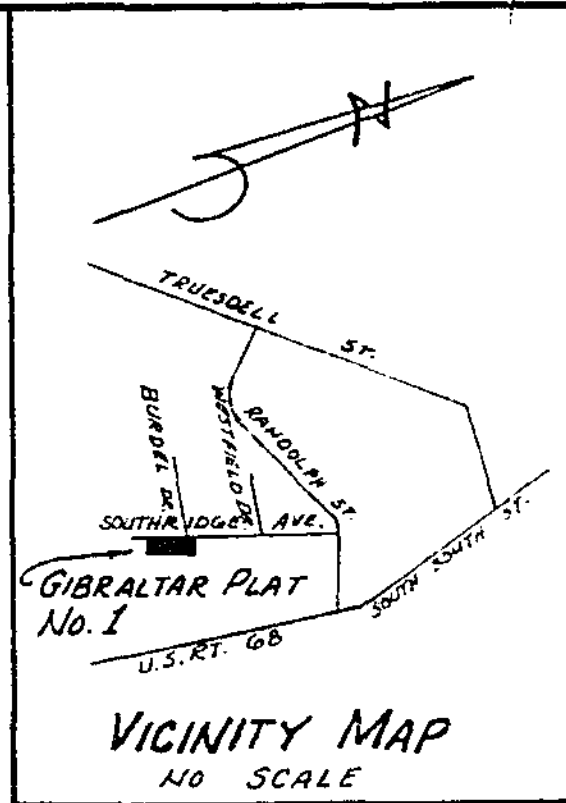 N
TRUESDELL ST.
BURDEL DR.
WESTFIELD DR.
RANDOLPH ST.
SOUTHRIDGE AVE.
GIBRALTAR PLAT
No. 1
SOUTH SOUTH ST.
U.S. RT. 68
VICINITY MAP
NO SCALE